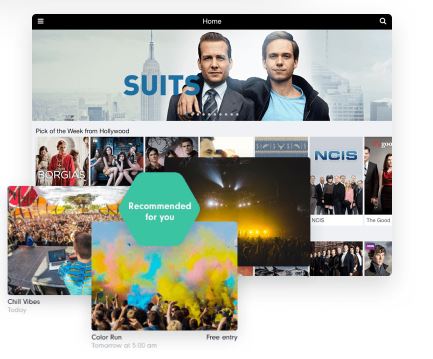 Home
SUITS
Pick of the Week from Hollywood
BORGIAS
NCIS
good
NCIS
The Good
Recommended
for you
Chill Vibes
Today
Color Run
Free entry
Tomorrow at 5:00 am